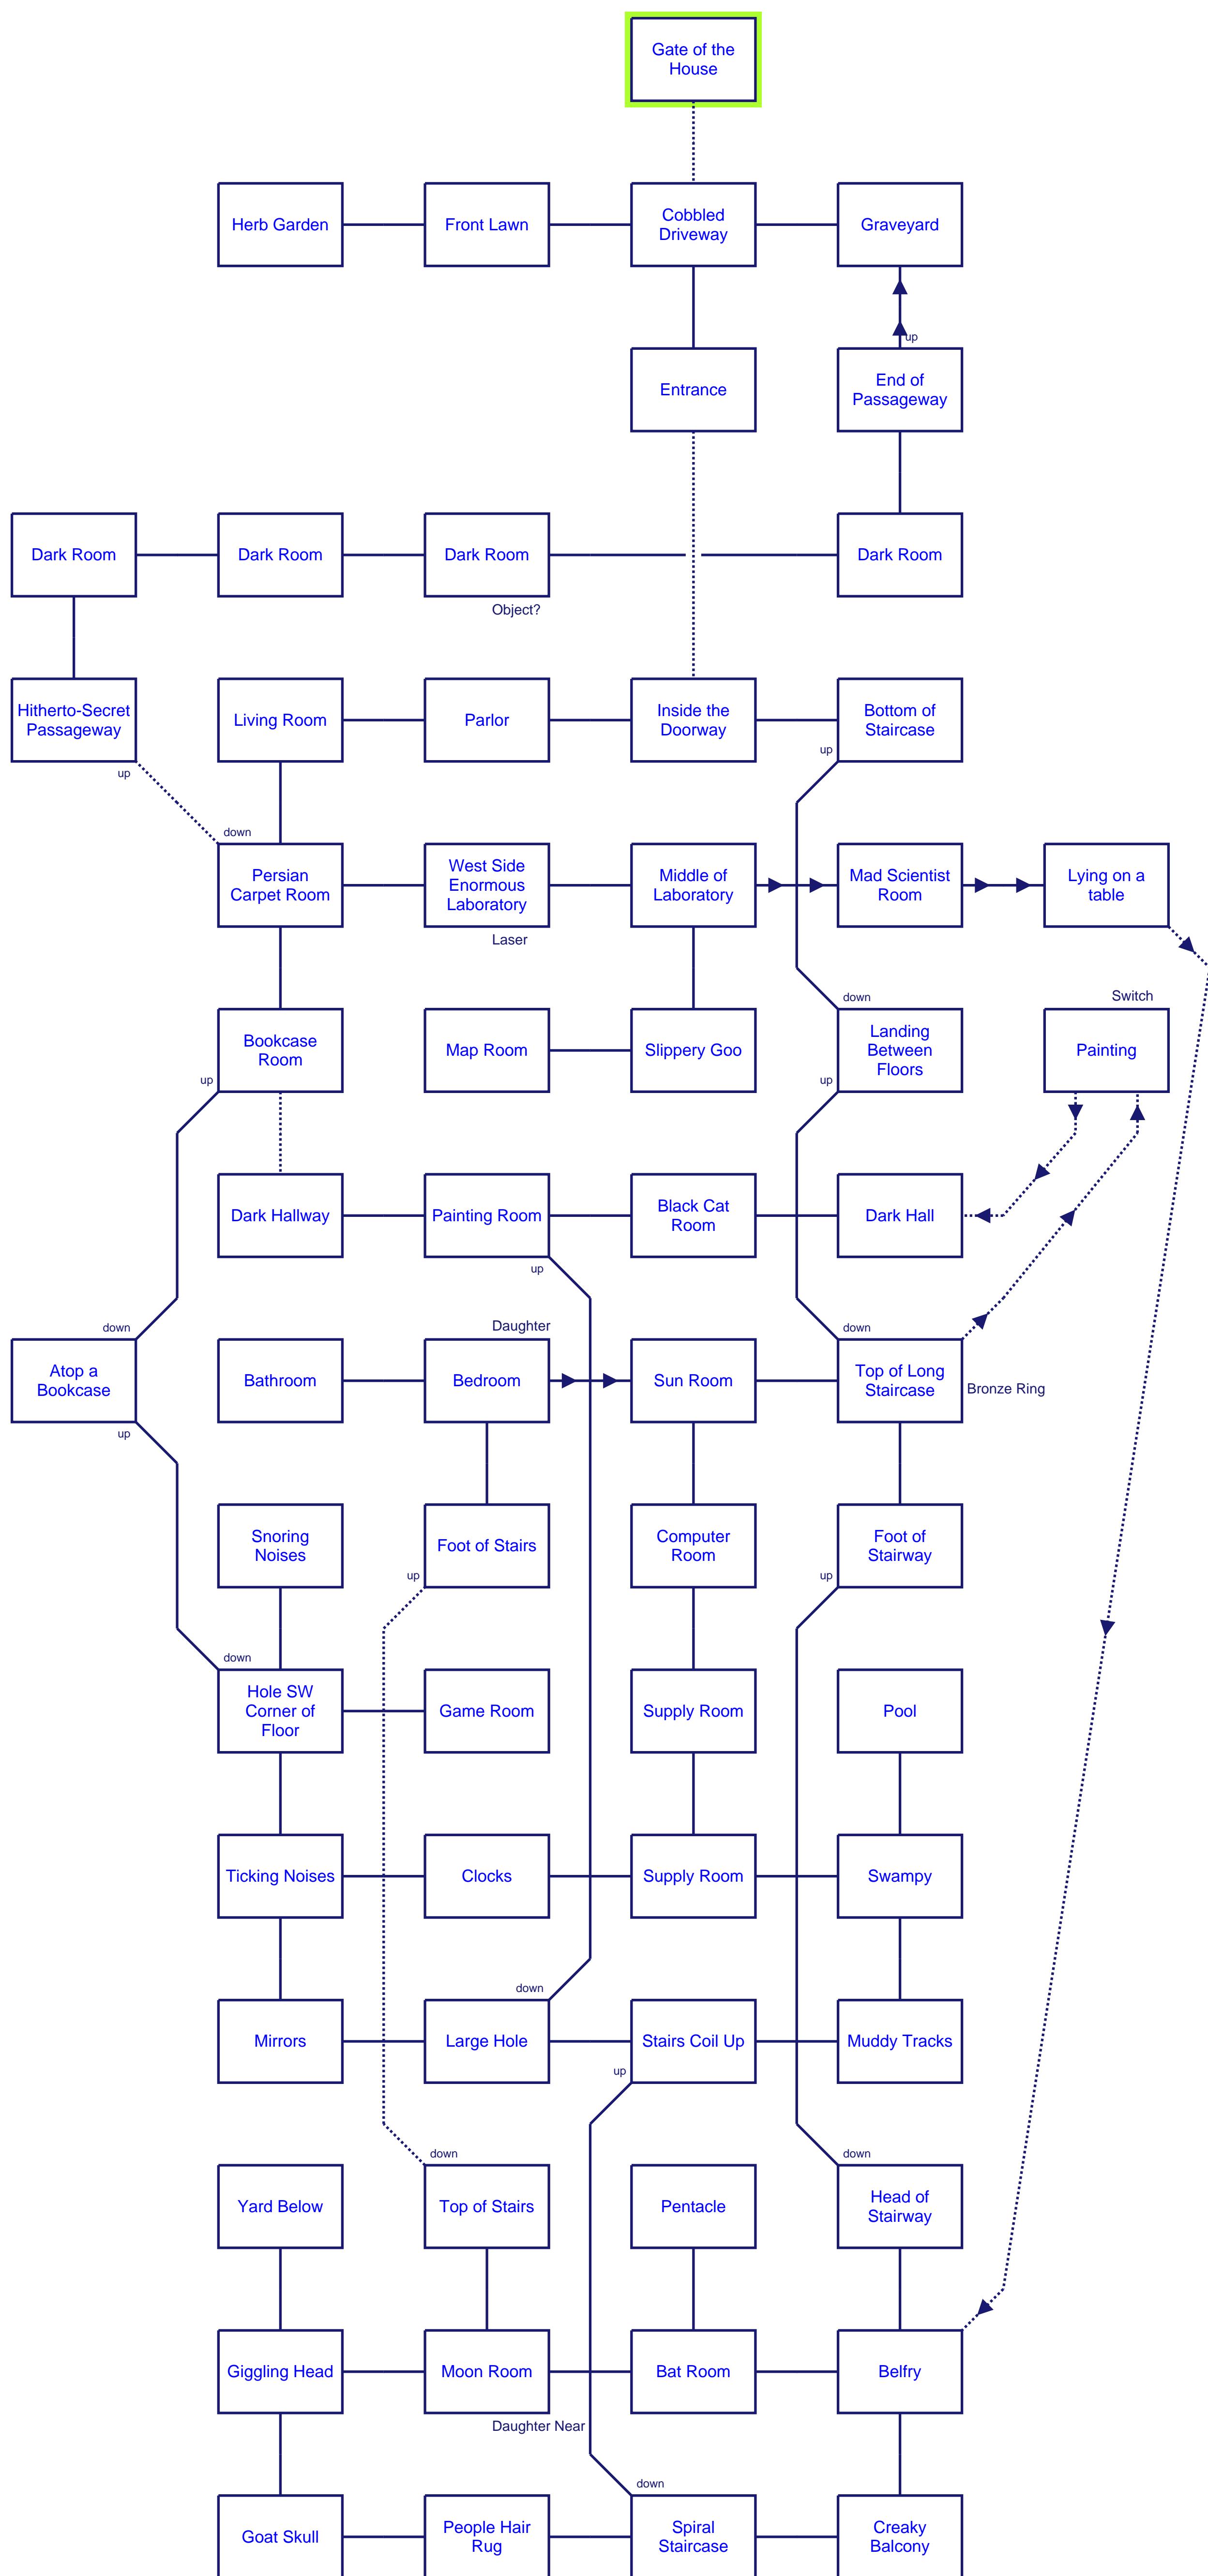 Gate of the
House
Herb Garden
Front Lawn
Cobbled
Driveway
Graveyard
up
Entrance
End of
Passageway
Dark Room
Dark Room
Dark Room
Dark Room
Object?
Hitherto-Secret
Passageway
Living Room
Parlor
Inside the
Doorway
Bottom of
Staircase
up
up
down
Persian
Carpet Room
West Side
Enormous
Laboratory
Middle of
Laboratory
Mad Scientist
Room
Lying on a
table
Laser
down
Switch
Bookcase
Room
Map Room
Slippery Goo
Landing
Between
Floors
Painting
up
up
Dark Hallway
Painting Room
Black Cat
Room
Dark Hall
up
down
Daughter
down
Atop a
Bookcase
Bathroom
Bedroom
Sun Room
Top of Long
Staircase
Bronze Ring
up
Snoring
Noises
Foot of Stairs
Computer
Room
Foot of
Stairway
up
up
down
Hole SW
Corner of
Floor
Game Room
Supply Room
Pool
Ticking Noises
Clocks
Supply Room
Swampy
down
Mirrors
Large Hole
Stairs Coil Up
Muddy Tracks
up
down
down
Yard Below
Top of Stairs
Pentacle
Head of
Stairway
Giggling Head
Moon Room
Bat Room
Belfry
Daughter Near
down
Goat Skull
People Hair
Rug
Spiral
Staircase
Creaky
Balcony